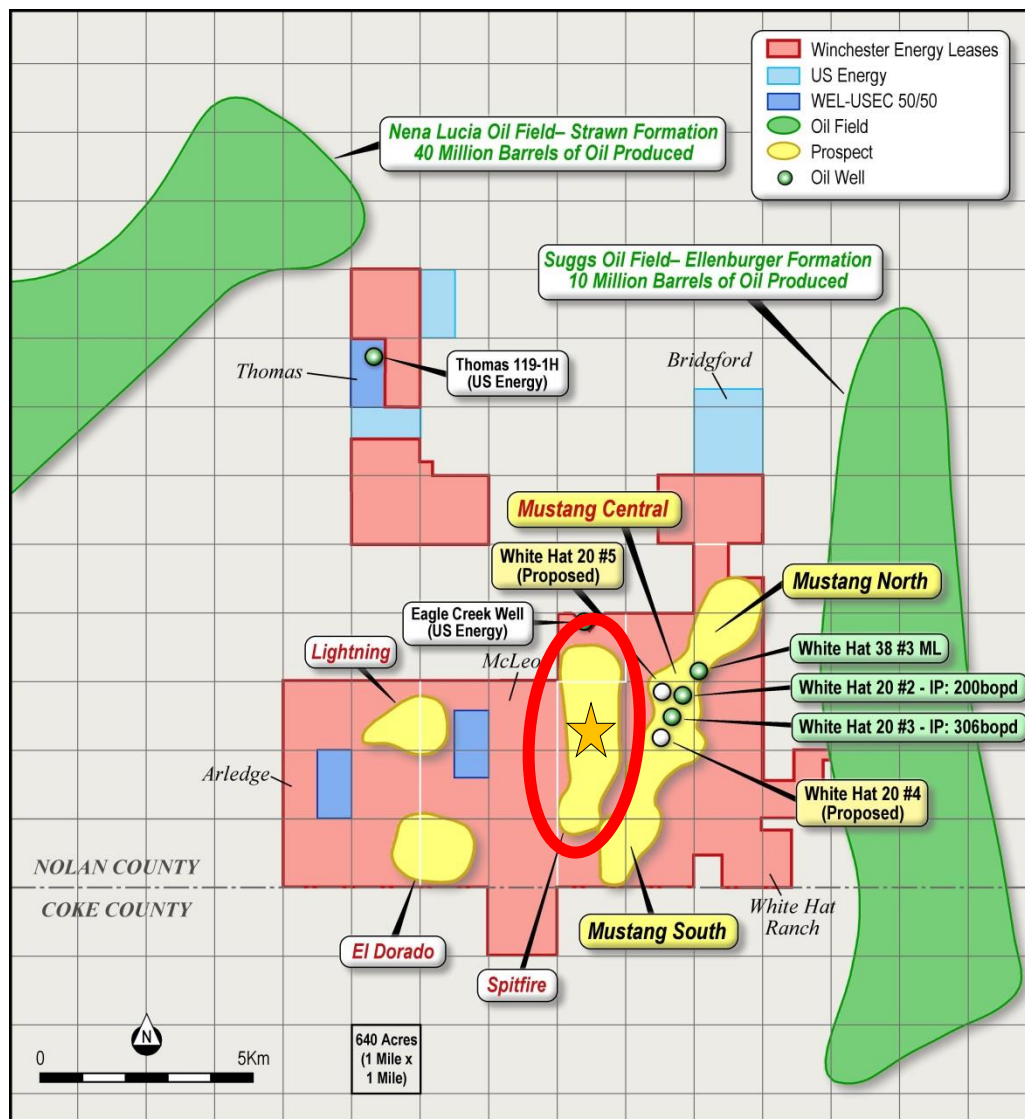 Winchester Energy Leases
US Energy
WEL-USEC 50/50
Oil Field
Prospect
Oil Well
Nena Lucia Oil Field– Strawn Formation
40 Million Barrels of Oil Produced
Suggs Oil Field– Ellenburger Formation
10 Million Barrels of Oil Produced
Thomas
Thomas 119-1H
(US Energy)
Bridgford
Mustang Central
White Hat 20 #5
(Proposed)
Mustang North
Eagle Creek Well
(US Energy)
Lightning
McLeo
White Hat 38 #3 ML
White Hat 20 #2 - IP: 200bopd
White Hat 20 #3 - IP: 306bopd
Arledge
White Hat 20 #4
(Proposed)
NOLAN COUNTY
COKE COUNTY
White Hat
Ranch
Mustang South
El Dorado
Spitfire
N
0 5Km
640 Acres
(1 Mile x
1 Mile)